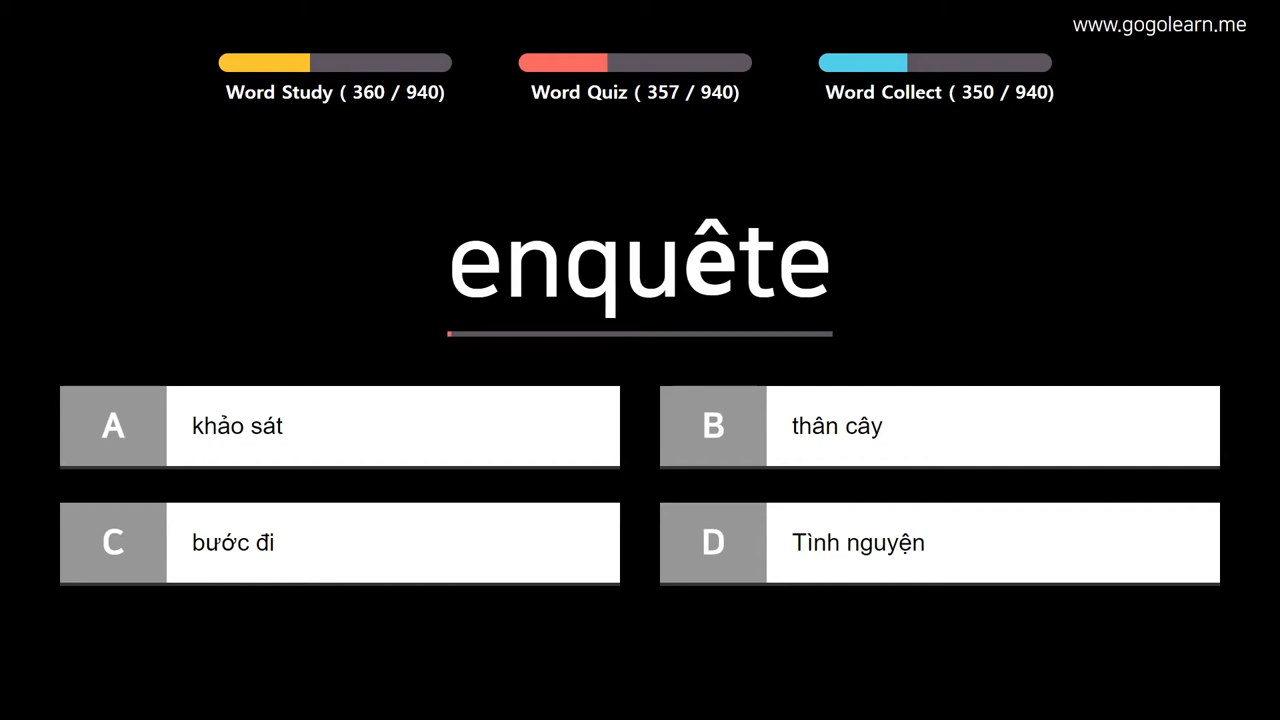 www.gogolearn.me
Word Study ( 360 / 940)
Word Quiz ( 357 / 940)
Word Collect ( 350 / 940)
enquête
A khảo sát
B thân cây
C bước đi
D Tình nguyện